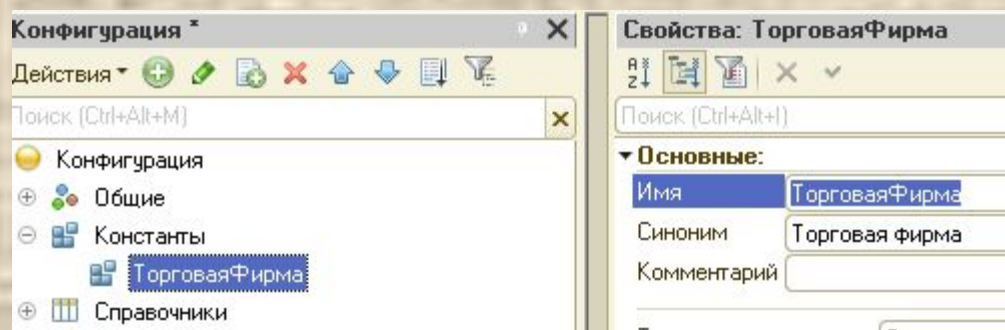 Конфигурация *
Действия
Поиск (Ctrl+Alt+M)
Конфигурация
Общие
Константы
ТорговаяФирма
Справочники
Свойства: ТорговаяФирма
Поиск (Ctrl+Alt+I)
Основные:
Имя ТорговаяФирма
Синоним Торговая фирма
Комментарий